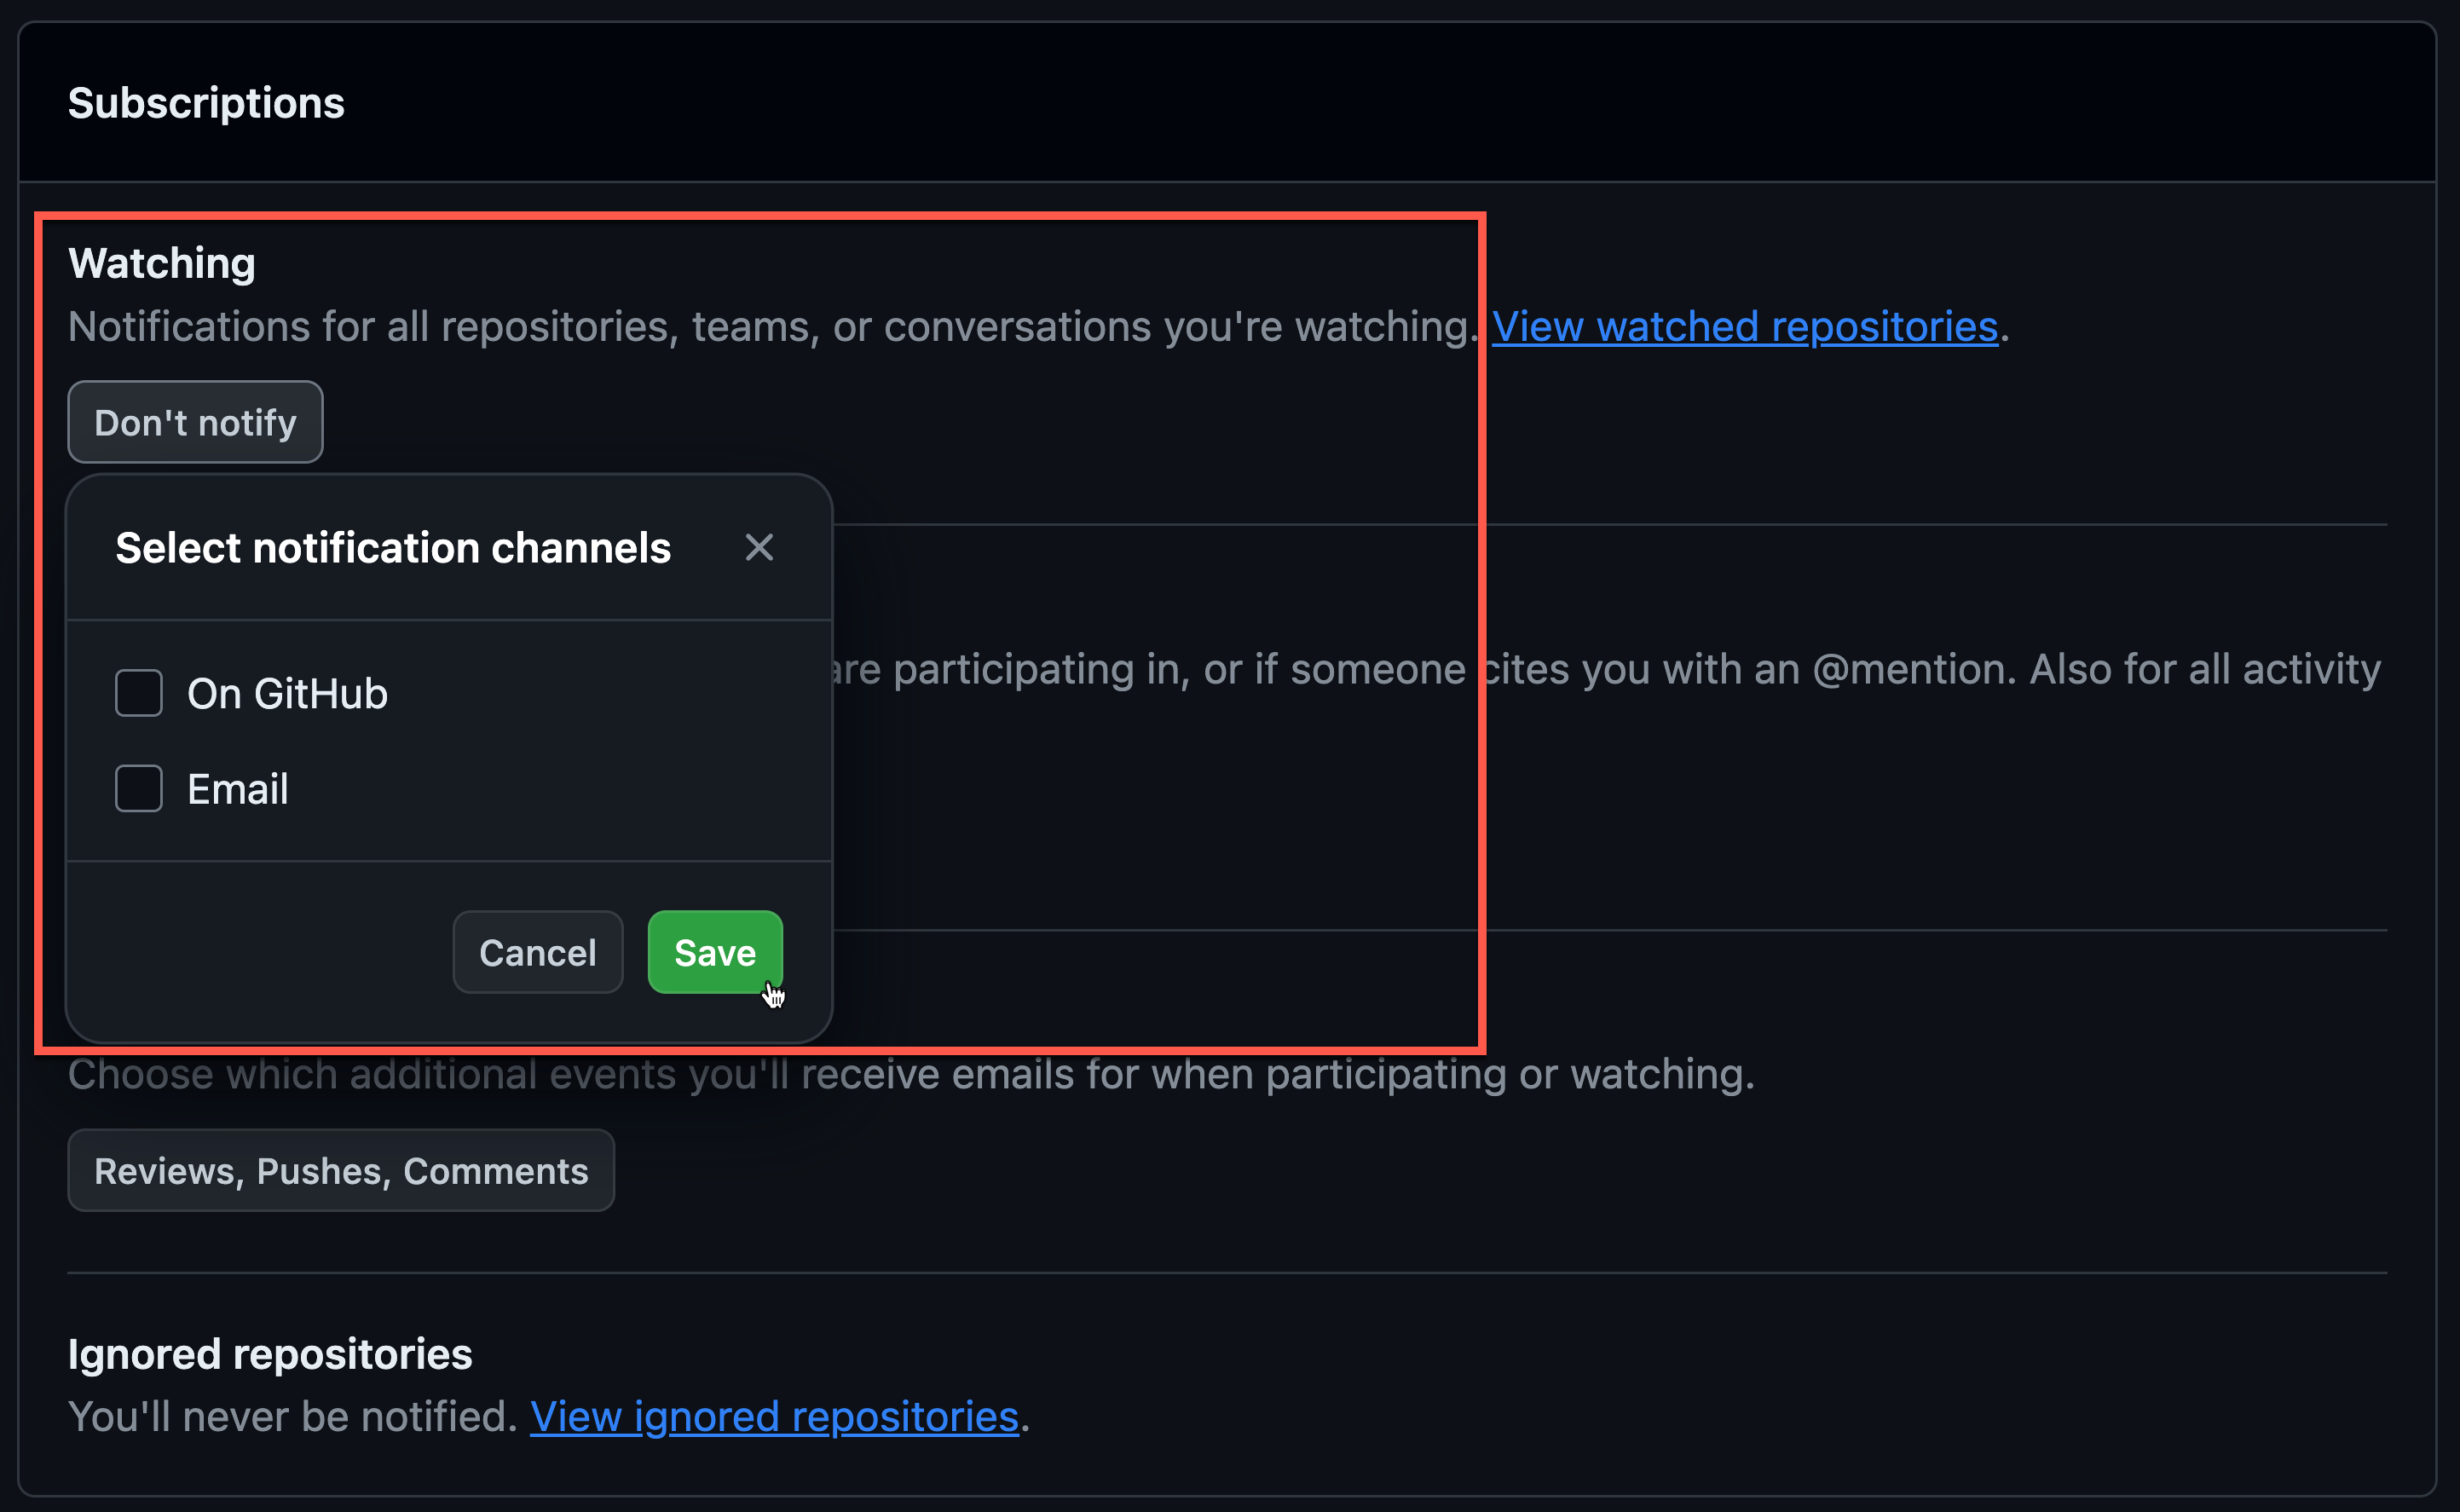 Subscriptions
Watching
Notifications for all repositories, teams, or conversations you're watching. View watched repositories.
Don't notify
Select notification channels
are participating in, or if someone cites you with an @mention. Also for all activity
On GitHub
Email
Cancel Save
Choose which additional events you'll receive emails for when participating or watching.
Reviews, Pushes, Comments
Ignored repositories
You'll never be notified. View ignored repositories.